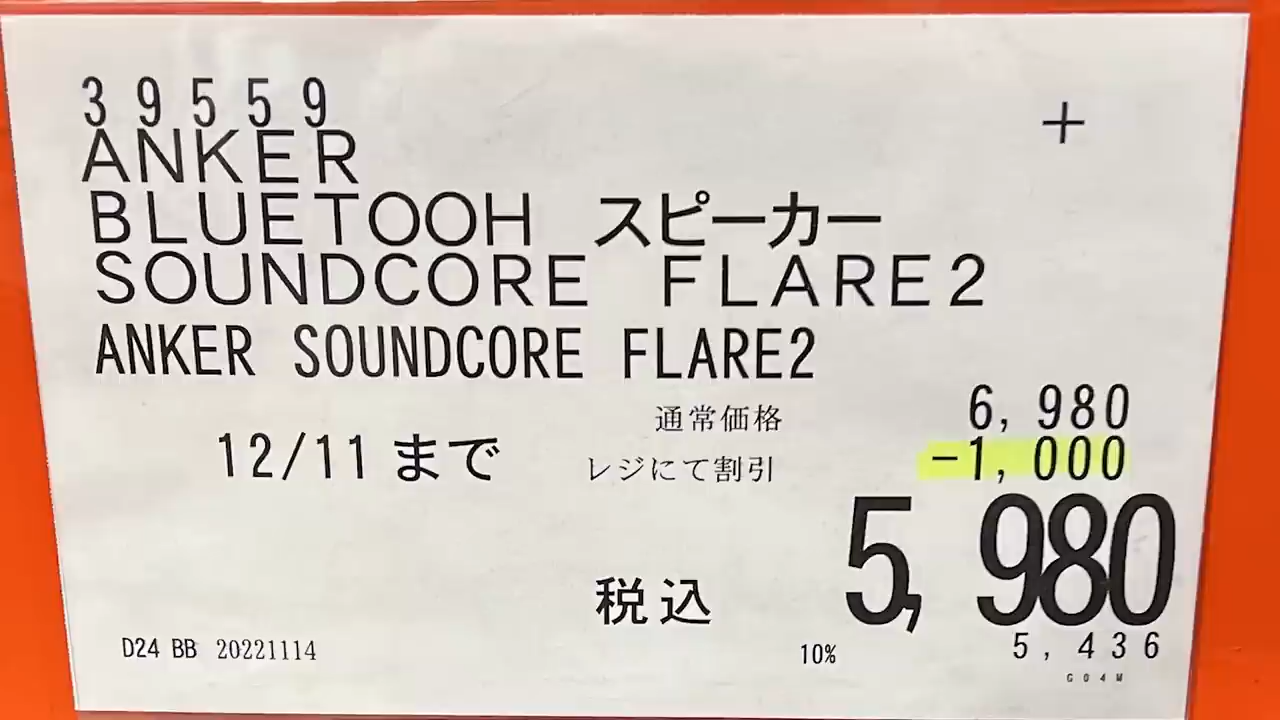 39559
+
ANKER
BLUETOOH スピーカー
SOUNDCORE FLARE2
ANKER SOUNDCORE FLARE2
通常価格 6,980
12/11 まで レジにて割引 -1,000
税込 5,980
D24 BB 20221114 10% 5,436
G04W